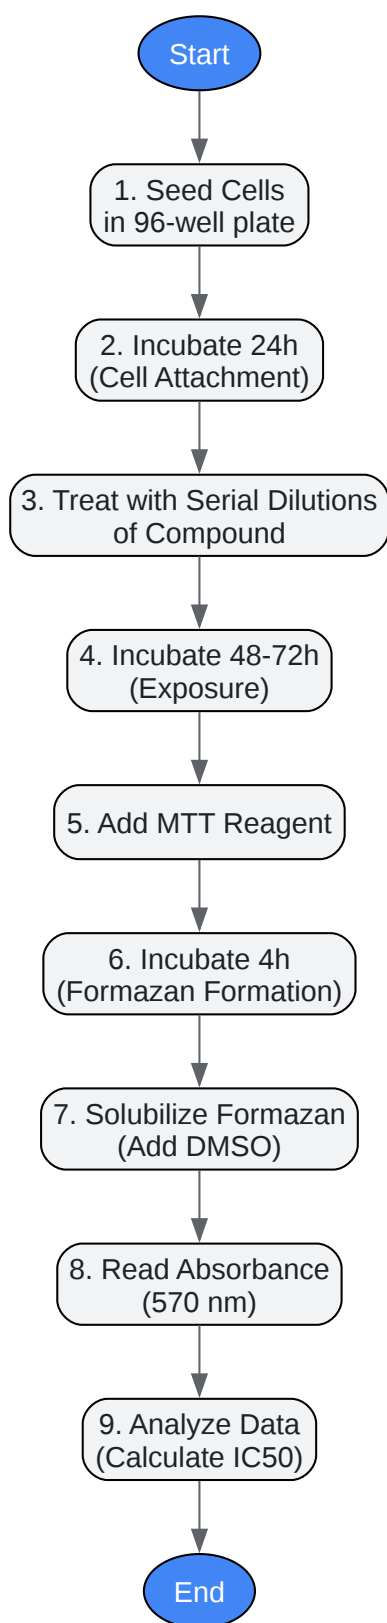 Start
1. Seed Cells
in 96-well plate
2. Incubate 24h
(Cell Attachment)
3. Treat with Serial Dilutions
of Compound
4. Incubate 48-72h
(Exposure)
5. Add MTT Reagent
6. Incubate 4h
(Formazan Formation)
7. Solubilize Formazan
(Add DMSO)
8. Read Absorbance
(570 nm)
9. Analyze Data
(Calculate IC50)
End